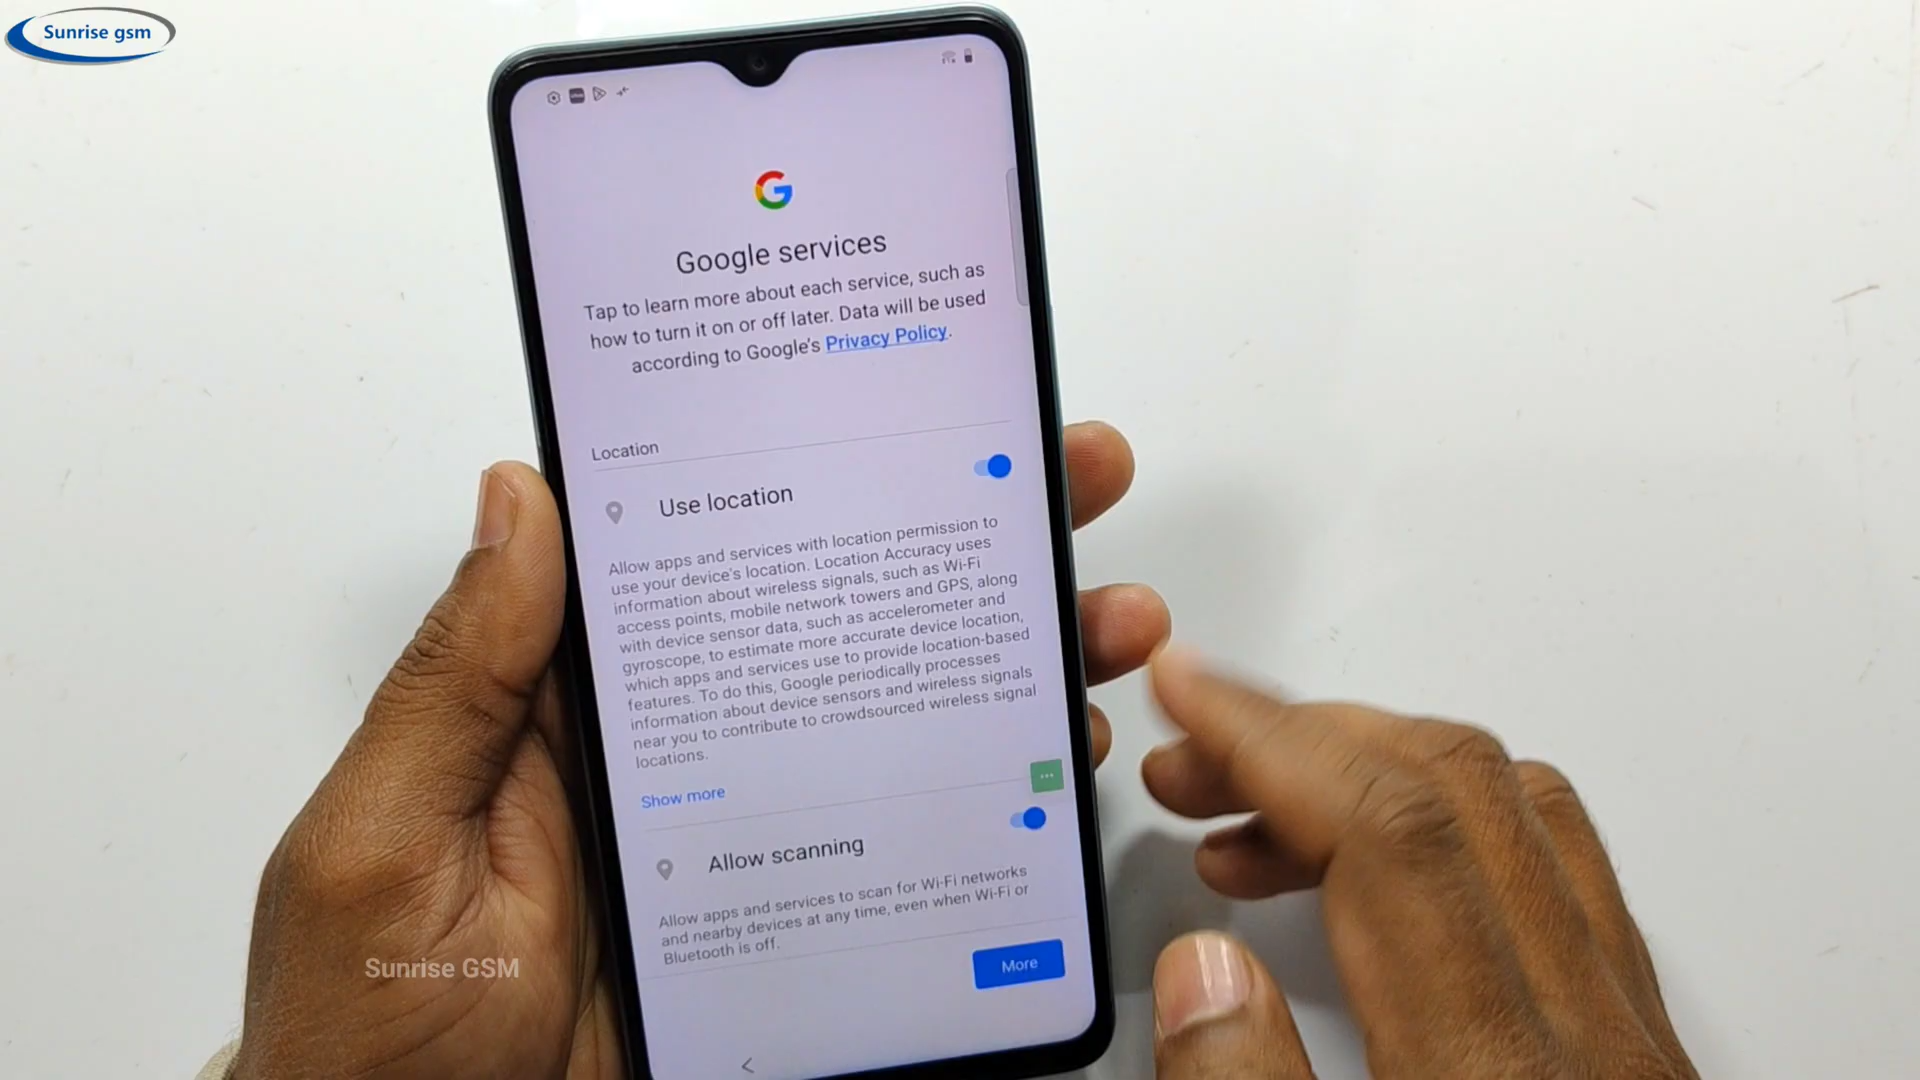 Sunrise gsm
Google services
Tap to learn more about each service, such as
how to turn it on or off later. Data will be used
according to Google's Privacy Policy.
Location
Use location
Allow apps and services with location permission to
use your device's location. Location Accuracy uses
information about wireless signals, such as Wi-Fi
access points, mobile network towers and GPS, along
with device sensor data, such as accelerometer and
gyroscope, to estimate more accurate device location,
which apps and services use to provide location-based
features. To do this, Google periodically processes
information about device sensors and wireless signals
near you to contribute to crowdsourced wireless signal
locations.
Show more
Allow scanning
Allow apps and services to scan for Wi-Fi networks
and nearby devices at any time, even when Wi-Fi or
Bluetooth is off.
More
Sunrise GSM